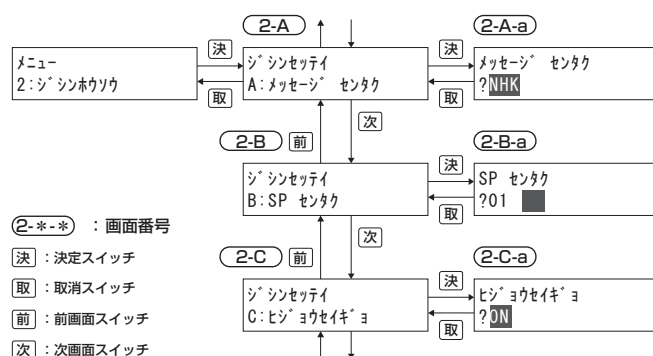 2-A
2-A-a
メニュー
2:ジシンホウソウ
決
取
ジシンセッテイ
A:メッセージ センタク
決
取
メッセージ センタク
?NHK
次
2-B
前
2-B-a
ジシンセッテイ
B:SP センタク
決
取
SP センタク
?01
次
2-C
前
2-C-a
ジシンセッテイ
C:ヒジョウセイギョ
決
取
ヒジョウセイギョ
?ON
2-*-* :画面番号
決 :決定スイッチ
取 :取消スイッチ
前 :前画面スイッチ
次 :次画面スイッチ